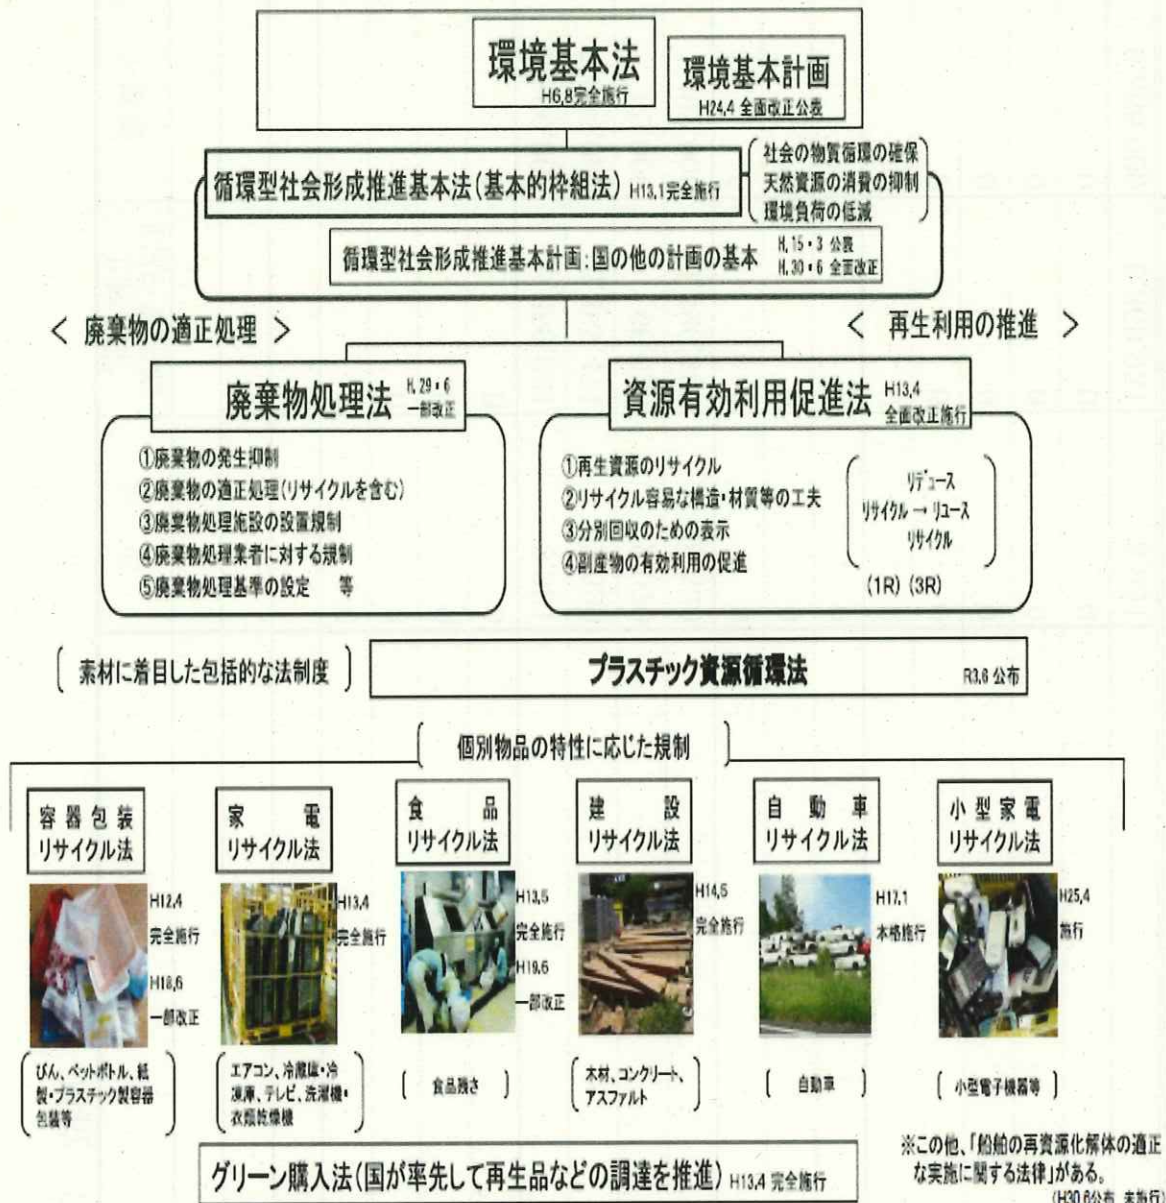 環境基本法
H6,8完全施行
環境基本計画
H24,4 全面改正公表
循環型社会形成推進基本法(基本的枠組法) H13,1完全施行
社会の物質循環の確保
天然資源の消費の抑制
環境負荷の低減
循環型社会形成推進基本計画:国の他の計画の基本
H,15・3 公表
H,30・6 全面改正
< 廃棄物の適正処理 >
< 再生利用の推進 >
廃棄物処理法
H,29・6
一部改正
①廃棄物の発生抑制
②廃棄物の適正処理(リサイクルを含む)
③廃棄物処理施設の設置規制
④廃棄物処理業者に対する規制
⑤廃棄物処理基準の設定 等
資源有効利用促進法
H13,4
全面改正施行
①再生資源のリサイクル
②リサイクル容易な構造・材質等の工夫
③分別回収のための表示
④副産物の有効利用の促進
リデュース
リサイクル → リユース
リサイクル
(1R) (3R)
素材に着目した包括的な法制度
プラスチック資源循環法 R3,6 公布
個別物品の特性に応じた規制
容器包装
リサイクル法
H12,4
完全施行
H18,6
一部改正
びん、ペットボトル、紙
製・プラスチック製容器
包装等
家電
リサイクル法
H13,4
完全施行
エアコン、冷蔵庫・冷
凍庫、テレビ、洗濯機・
衣類乾燥機
食品
リサイクル法
H13,5
完全施行
H19,6
一部改正
食品残さ
建設
リサイクル法
H14,5
完全施行
木材、コンクリート、
アスファルト
自動車
リサイクル法
H17,1
本格施行
自動車
小型家電
リサイクル法
H25,4
施行
小型電子機器等
グリーン購入法(国が率先して再生品などの調達を推進) H13,4 完全施行
※この他、「船舶の再資源化解体の適正
な実施に関する法律」がある。
(H30,6公布 未施行)